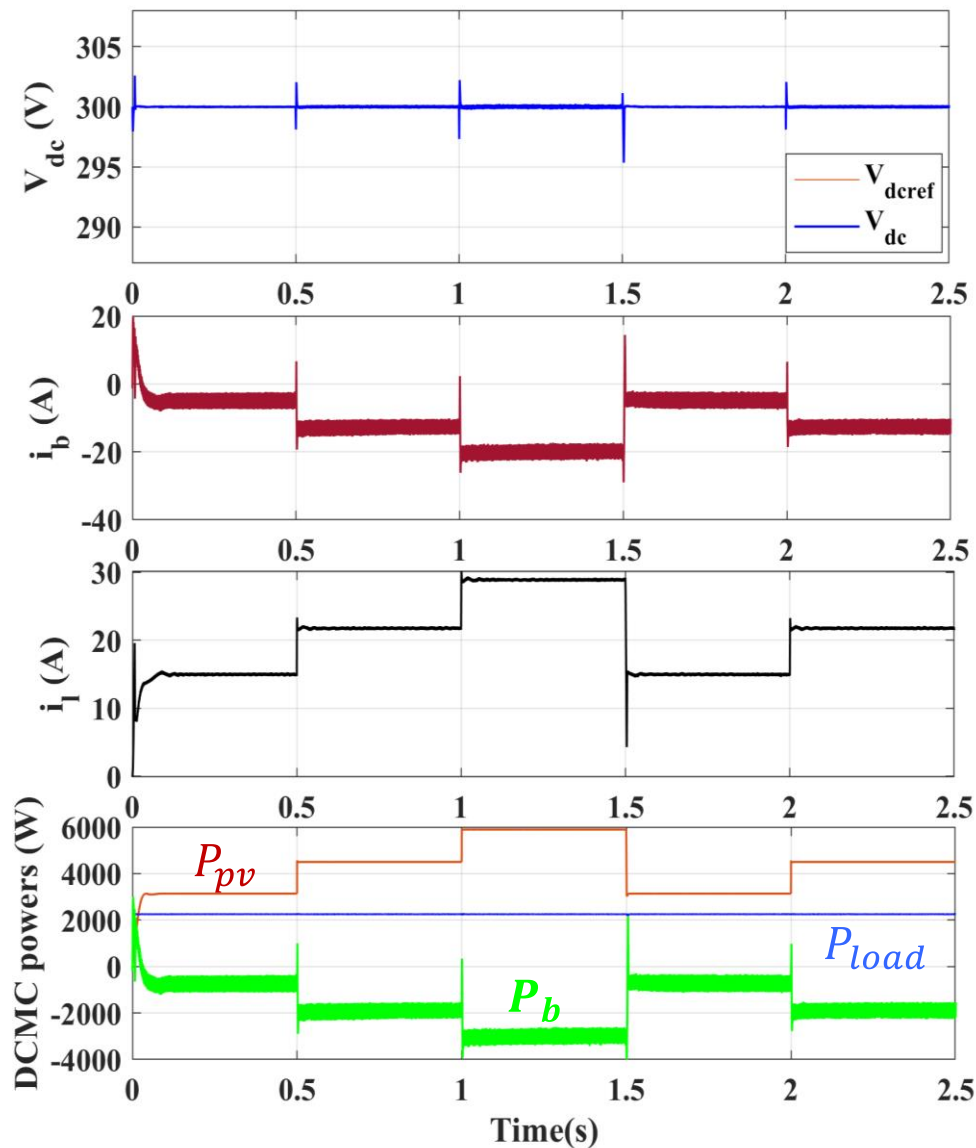 305
300
295
290
V_dc (V)
V_dcref
V_dc
0 0.5 1 1.5 2 2.5
20
0
-20
-40
i_b (A)
0 0.5 1 1.5 2 2.5
30
20
10
0
i_l (A)
0 0.5 1 1.5 2 2.5
6000
4000
2000
0
-2000
-4000
DCMC powers (W)
P_pv
P_load
P_b
0 0.5 1 1.5 2 2.5
Time(s)